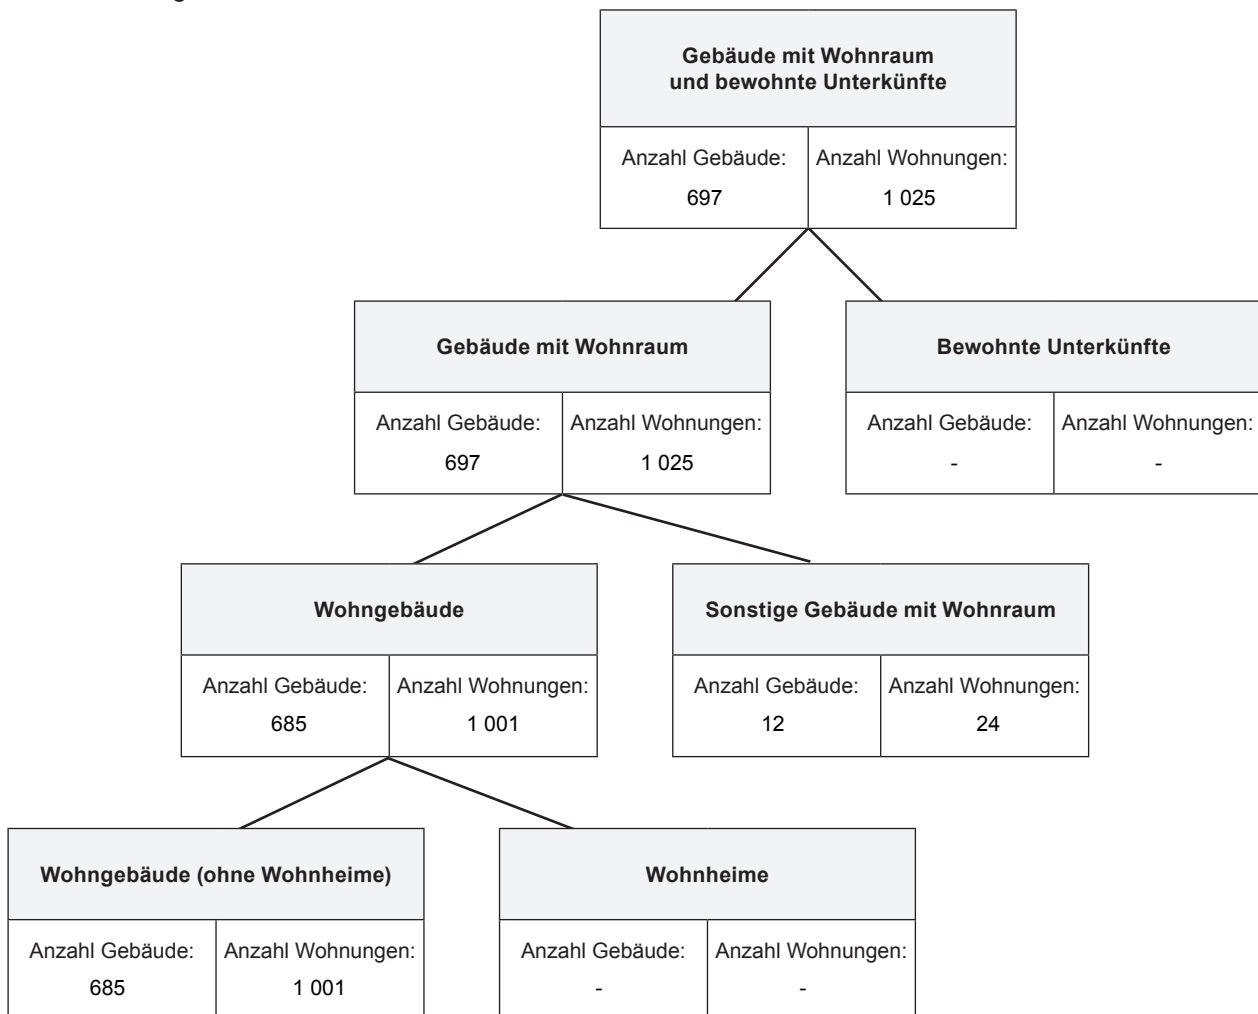 Gebäude mit Wohnraum
und bewohnte Unterkünfte
Anzahl Gebäude: Anzahl Wohnungen:
697 1 025
Gebäude mit Wohnraum
Anzahl Gebäude: Anzahl Wohnungen:
697 1 025
Bewohnte Unterkünfte
Anzahl Gebäude: Anzahl Wohnungen:
- -
Wohngebäude
Anzahl Gebäude: Anzahl Wohnungen:
685 1 001
Sonstige Gebäude mit Wohnraum
Anzahl Gebäude: Anzahl Wohnungen:
12 24
Wohngebäude (ohne Wohnheime)
Anzahl Gebäude: Anzahl Wohnungen:
685 1 001
Wohnheime
Anzahl Gebäude: Anzahl Wohnungen:
- -